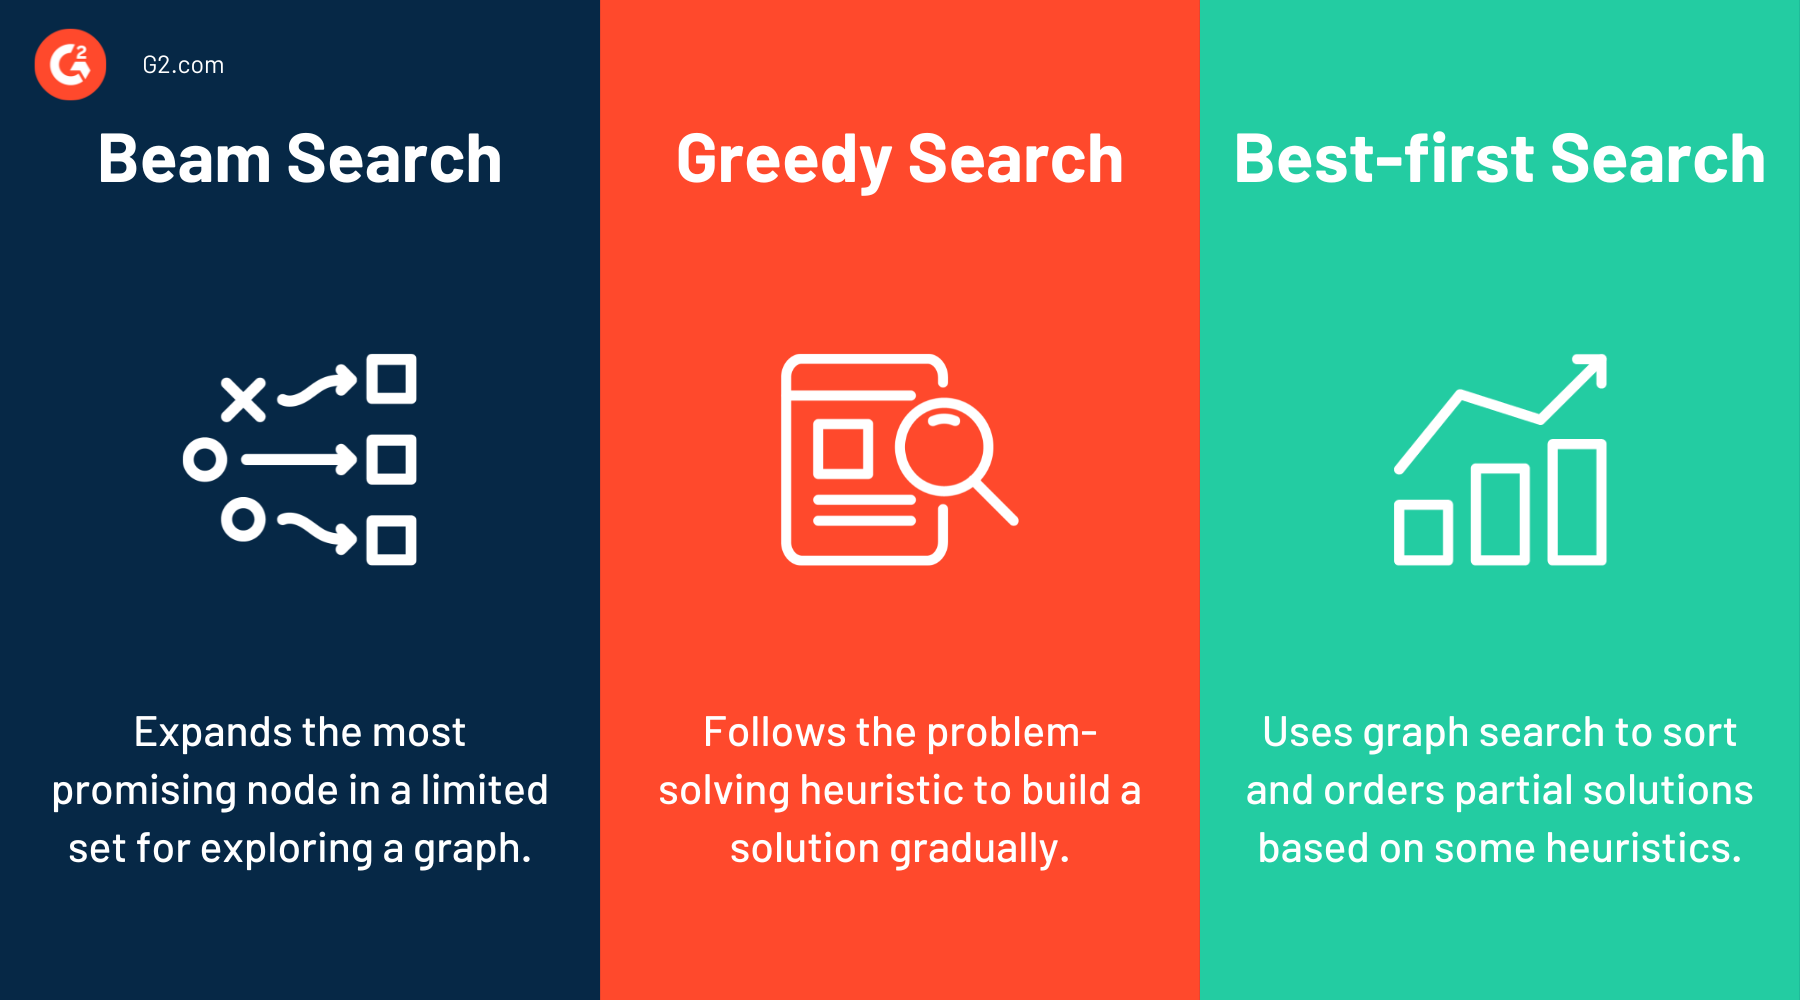 G2
G2.com
Beam Search
Greedy Search
Best-first Search
Expands the most
promising node in a limited
set for exploring a graph.
Follows the problem-
solving heuristic to build a
solution gradually.
Uses graph search to sort
and orders partial solutions
based on some heuristics.